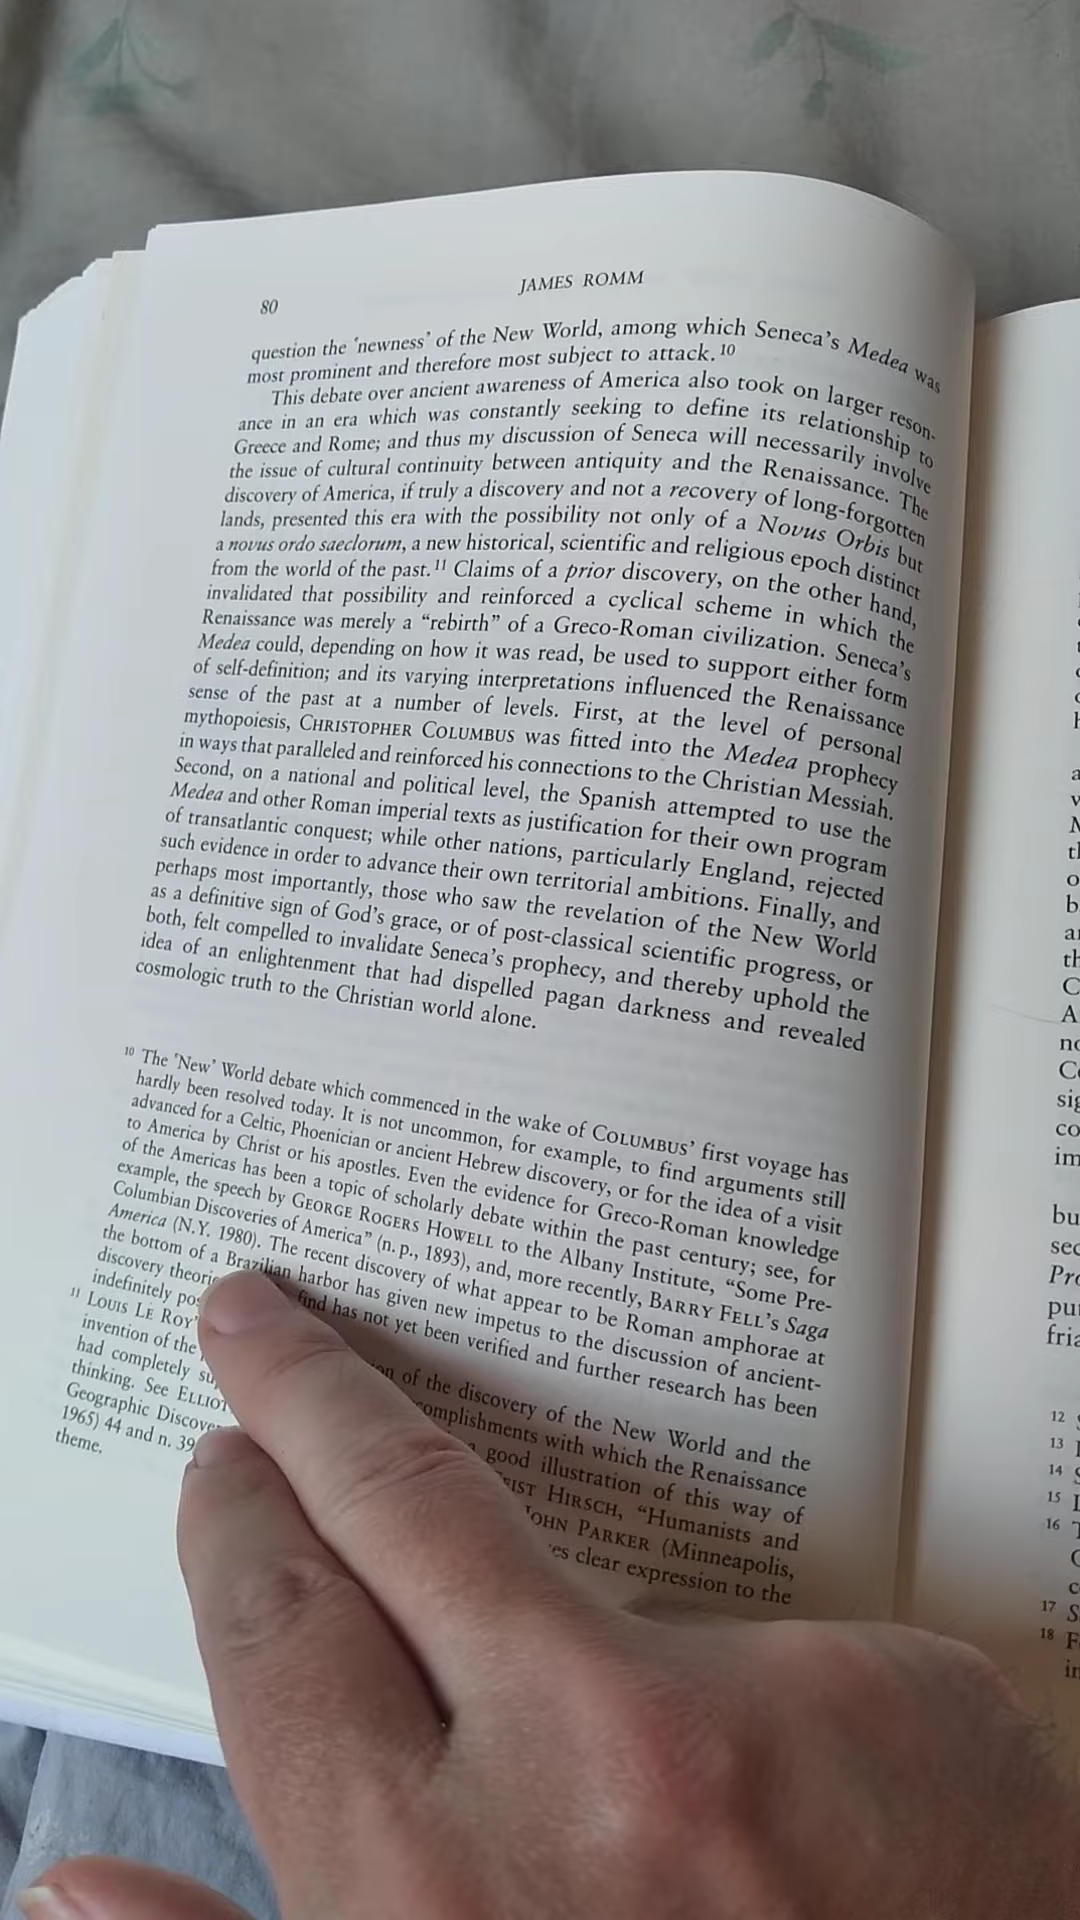 80
JAMES ROMM
question the 'newness' of the New World, among which Seneca's Medea was
most prominent and therefore most subject to attack.10
This debate over ancient awareness of America also took on larger reson-
ance in an era which was constantly seeking to define its relationship to
Greece and Rome; and thus my discussion of Seneca will necessarily involve
the issue of cultural continuity between antiquity and the Renaissance. The
discovery of America, if truly a discovery and not a recovery of long-forgotten
lands, presented this era with the possibility not only of a Novus Orbis but
a novus ordo saeclorum, a new historical, scientific and religious epoch distinct
from the world of the past.11 Claims of a prior discovery, on the other hand,
invalidated that possibility and reinforced a cyclical scheme in which the
Renaissance was merely a “rebirth” of a Greco-Roman civilization. Seneca's
Medea could, depending on how it was read, be used to support either form
of self-definition; and its varying interpretations influenced the Renaissance
sense of the past at a number of levels. First, at the level of personal
mythopoiesis, CHRISTOPHER COLUMBUS was fitted into the Medea prophecy
in ways that paralleled and reinforced his connections to the Christian Messiah.
Second, on a national and political level, the Spanish attempted to use the
Medea and other Roman imperial texts as justification for their own program
of transatlantic conquest; while other nations, particularly England, rejected
such evidence in order to advance their own territorial ambitions. Finally, and
perhaps most importantly, those who saw the revelation of the New World
as a definitive sign of God's grace, or of post-classical scientific progress, or
both, felt compelled to invalidate Seneca's prophecy, and thereby uphold the
idea of an enlightenment that had dispelled pagan darkness and revealed
cosmologic truth to the Christian world alone.
10 The 'New' World debate which commenced in the wake of COLUMBUS' first voyage has
hardly been resolved today. It is not uncommon, for example, to find arguments still
advanced for a Celtic, Phoenician or ancient Hebrew discovery, or for the idea of a visit
to America by Christ or his apostles. Even the evidence for Greco-Roman knowledge
of the Americas has been a topic of scholarly debate within the past century; see, for
example, the speech by GEORGE ROGERS HOWELL to the Albany Institute, “Some Pre-
Columbian Discoveries of America” (n. p., 1893), and, more recently, BARRY FELL's Saga
America (N.Y. 1980). The recent discovery of what appear to be Roman amphorae at
the bottom of a Brazilian harbor has given new impetus to the discussion of ancient-
discovery find has not yet been verified and further research has been
indefinitely
11 LOUIS LE ROY' of the discovery of the New World and the
invention of the with which the Renaissance
had completely good illustration of this way of
thinking. See HIRSCH, “Humanists and
Geographic JOHN PARKER (Minneapolis,
1965) 44 and n. 39 clear expression to the
theme.
12
13
14
15
16
17
18